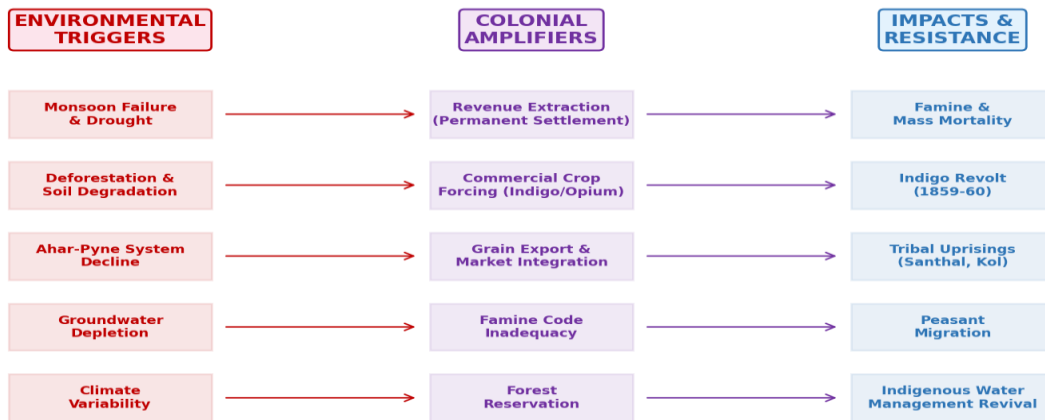 ENVIRONMENTAL
TRIGGERS
COLONIAL
AMPLIFIERS
IMPACTS &
RESISTANCE
Monsoon Failure
& Drought
Revenue Extraction
(Permanent Settlement)
Famine &
Mass Mortality
Deforestation &
Soil Degradation
Commercial Crop
Forcing (Indigo/Opium)
Indigo Revolt
(1859-60)
Ahar-Pyne System
Decline
Grain Export &
Market Integration
Tribal Uprisings
(Santhal, Kol)
Groundwater
Depletion
Famine Code
Inadequacy
Peasant
Migration
Climate
Variability
Forest
Reservation
Indigenous Water
Management Revival